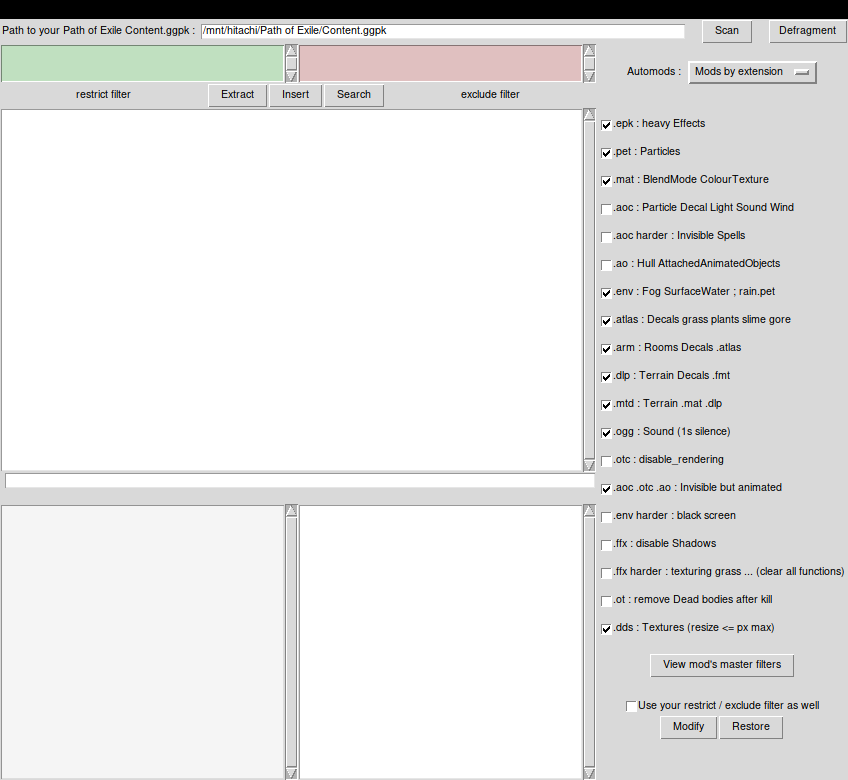 Path to your Path of Exile Content.ggpk : /mnt/hitachi/Path of Exile/Content.ggpk Scan Defragment
Automods : Mods by extension
restrict filter Extract Insert Search exclude filter
.epk : heavy Effects
.pet : Particles
.mat : BlendMode ColourTexture
.aoc : Particle Decal Light Sound Wind
.aoc harder : Invisible Spells
.ao : Hull AttachedAnimatedObjects
.env : Fog SurfaceWater ; rain.pet
.atlas : Decals grass plants slime gore
.arm : Rooms Decals .atlas
.dlp : Terrain Decals .fmt
.mtd : Terrain .mat .dlp
.ogg : Sound (1s silence)
.otc : disable_rendering
.aoc .otc .ao : Invisible but animated
.env harder : black screen
.ffx : disable Shadows
.ffx harder : texturing grass ... (clear all functions)
.ot : remove Dead bodies after kill
.dds : Textures (resize <= px max)
View mod's master filters
Use your restrict / exclude filter as well
Modify Restore